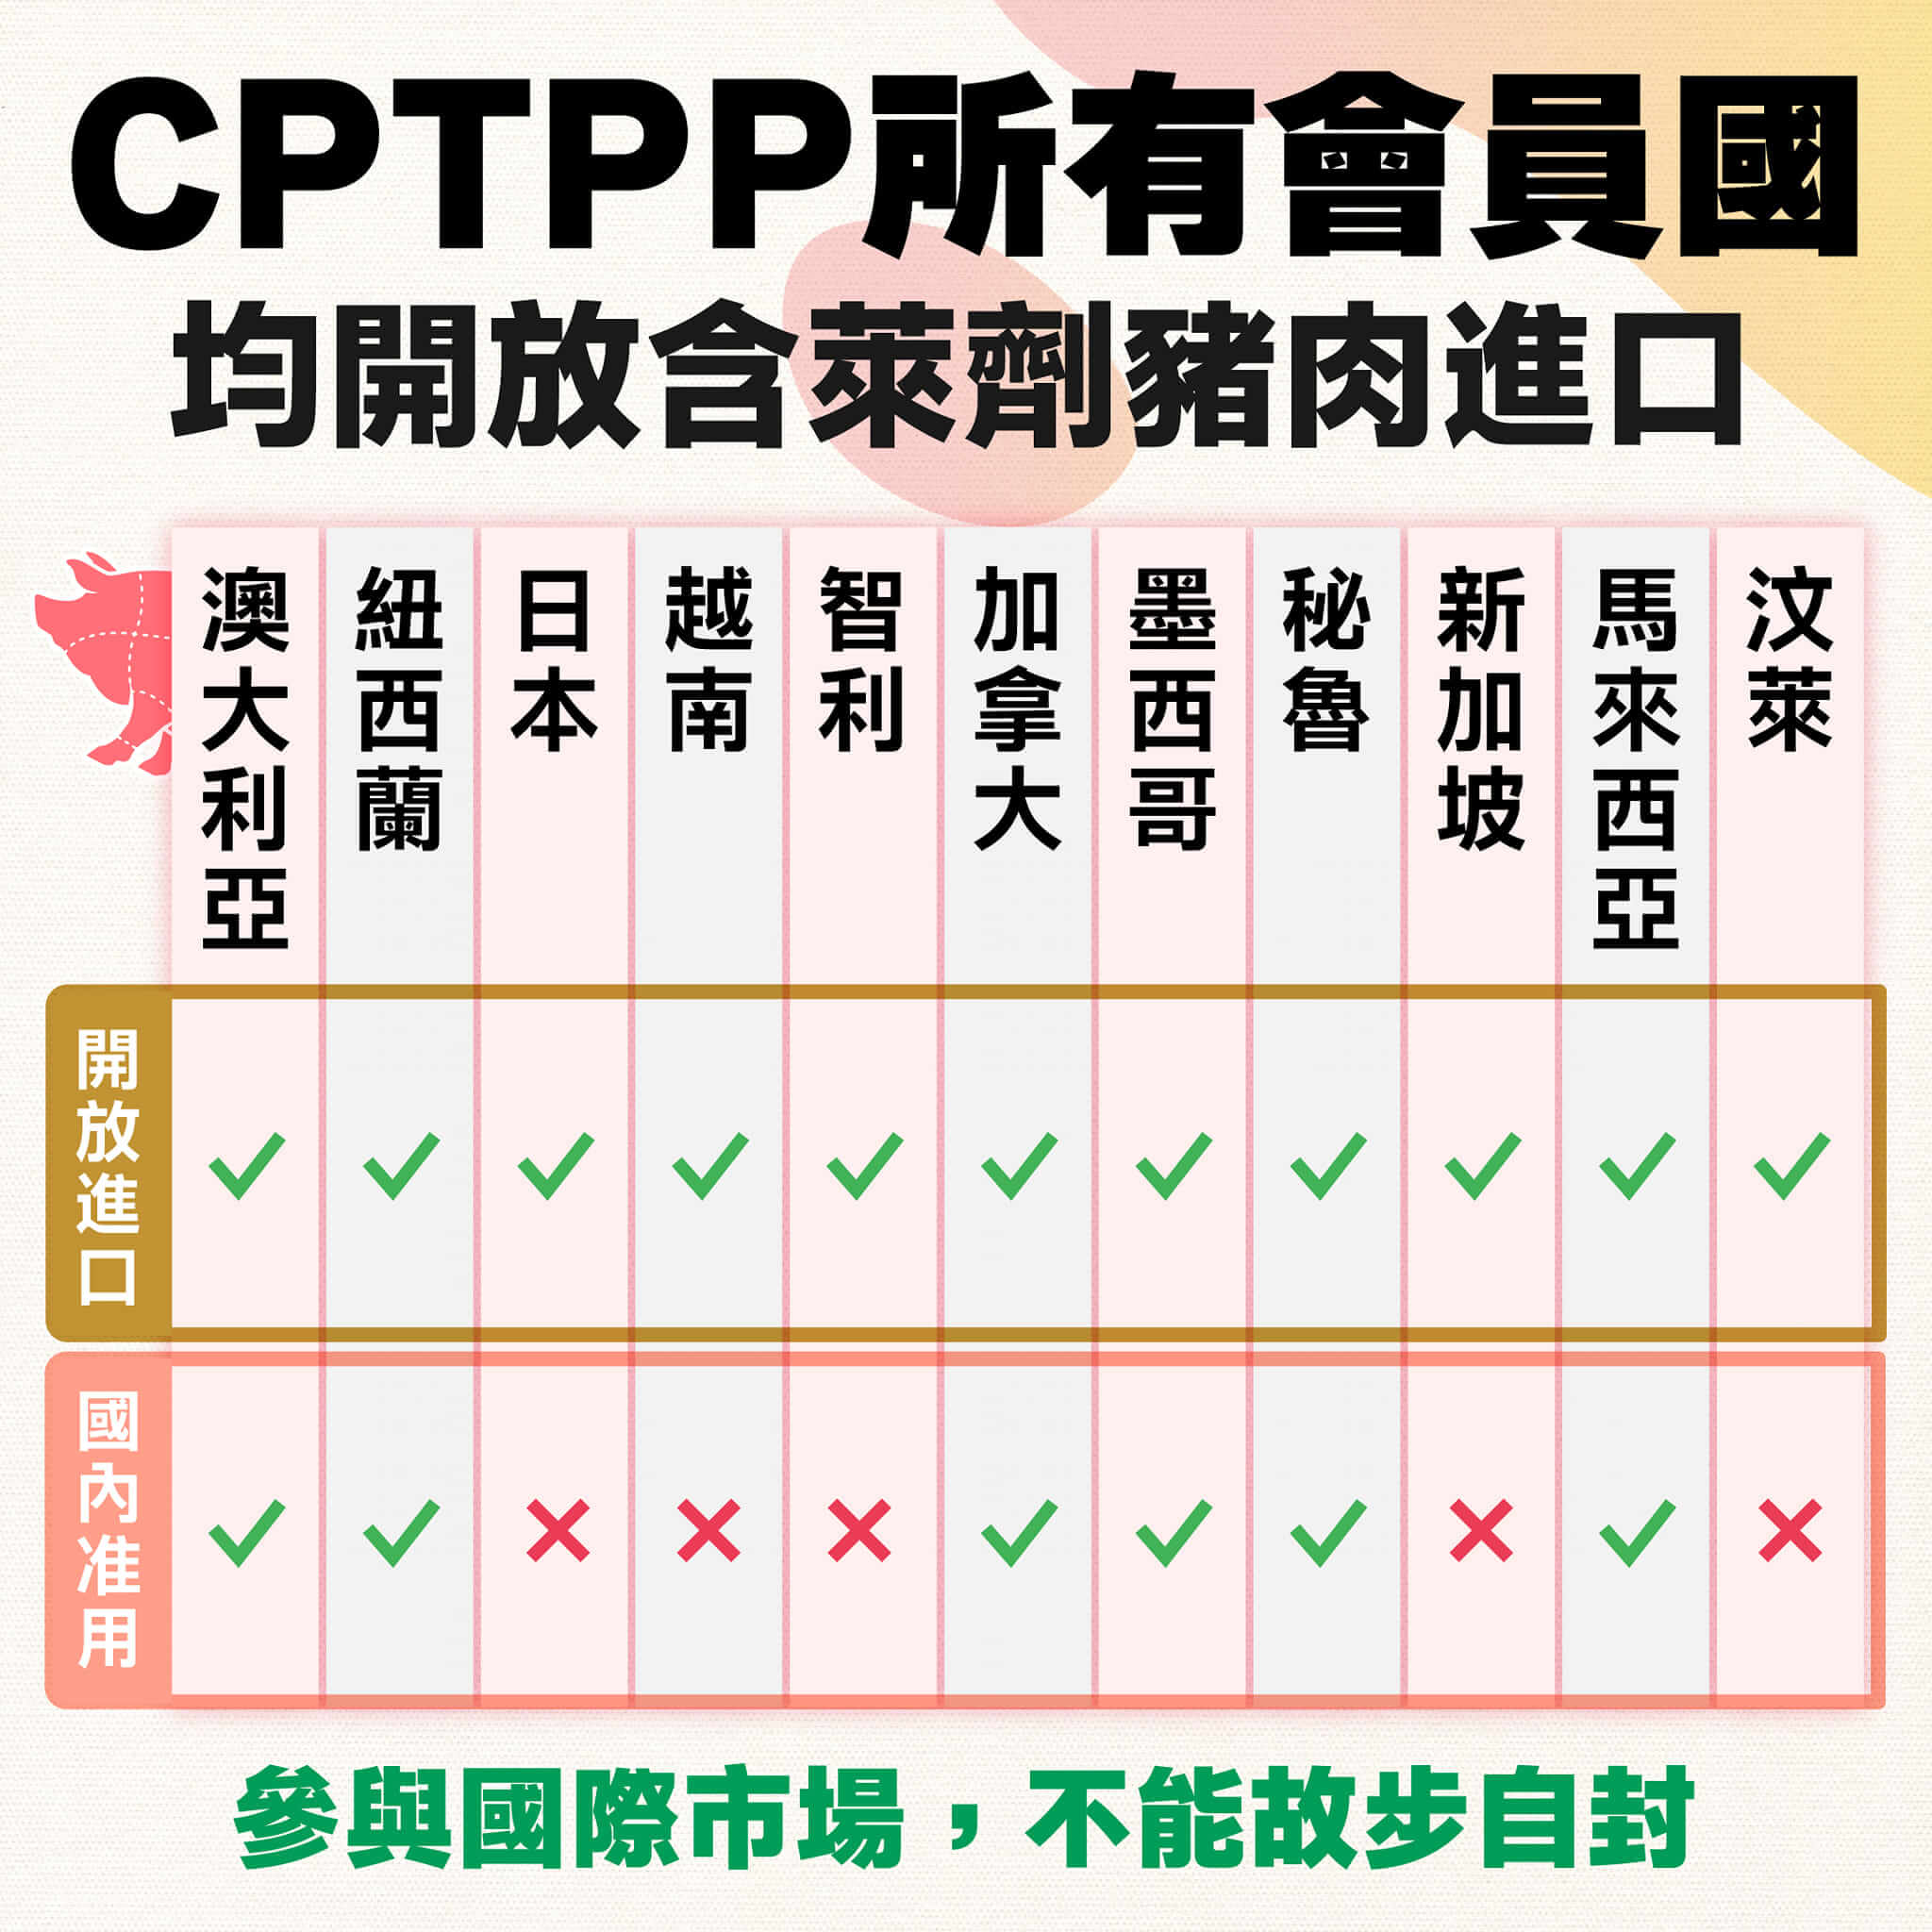 CPTPP所有會員國
均開放含萊劑豬肉進口
澳大利亞
紐西蘭
日本
越南
智利
加拿大
墨西哥
秘魯
新加坡
馬來西亞
汶萊
開放進口
國內准用
參與國際市場，不能故步自封